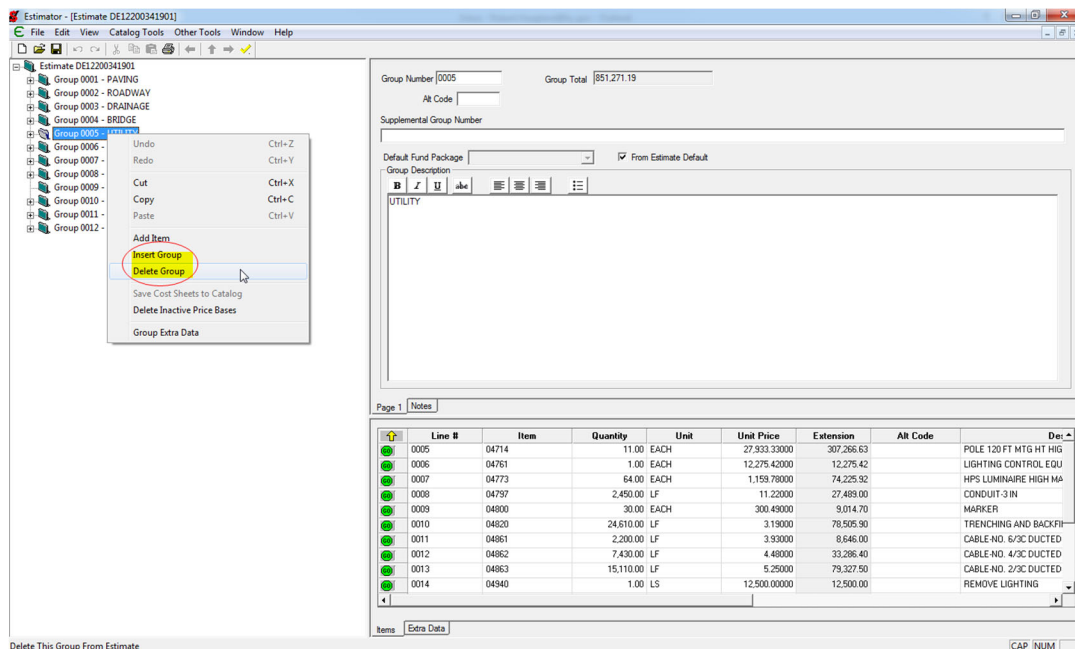 Estimator - [Estimate DE12200341901]
File Edit View Catalog Tools Other Tools Window Help
Estimate DE12200341901
Group 0001 - PAVING
Group 0002 - ROADWAY
Group 0003 - DRAINAGE
Group 0004 - BRIDGE
Group 0005 - UTILITY
Group 0006 -
Group 0007 -
Group 0008 -
Group 0009 -
Group 0010 -
Group 0011 -
Group 0012 -
Undo Ctrl+Z
Redo Ctrl+Y
Cut Ctrl+X
Copy Ctrl+C
Paste Ctrl+V
Add Item
Insert Group
Delete Group
Save Cost Sheets to Catalog
Delete Inactive Price Bases
Group Extra Data
Group Number 0005 Group Total 851,271.19
Alt Code
Supplemental Group Number
Default Fund Package From Estimate Default
Group Description
B I U abc
UTILITY
Page 1 Notes
Line # Item Quantity Unit Unit Price Extension Alt Code Des
GO 0005 04714 11.00 EACH 27,933.33000 307,266.63 POLE 120 FT MTG HT HIG
GO 0006 04761 1.00 EACH 12,275.42000 12,275.42 LIGHTING CONTROL EQU
GO 0007 04773 64.00 EACH 1,159.78000 74,225.92 HPS LUMINAIRE HIGH MA
GO 0008 04797 2,450.00 LF 11.22000 27,489.00 CONDUIT-3 IN
GO 0009 04800 30.00 EACH 300.49000 9,014.70 MARKER
GO 0010 04820 24,610.00 LF 3.19000 78,505.90 TRENCHING AND BACKFI
GO 0011 04861 2,200.00 LF 3.93000 8,646.00 CABLE-NO. 6/3C DUCTED
GO 0012 04862 7,430.00 LF 4.48000 33,286.40 CABLE-NO. 4/3C DUCTED
GO 0013 04863 15,110.00 LF 5.25000 79,327.50 CABLE-NO. 2/3C DUCTED
GO 0014 04940 1.00 LS 12,500.00000 12,500.00 REMOVE LIGHTING
Items Extra Data
Delete This Group From Estimate CAP NUM